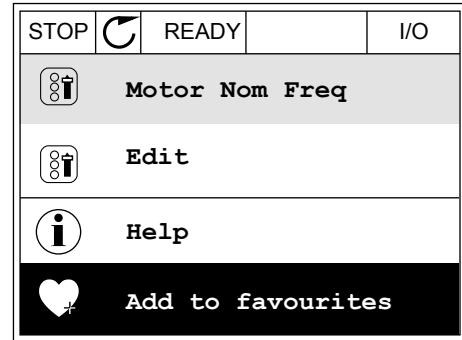 STOP READY I/O
Motor Nom Freq
Edit
Help
Add to favourites